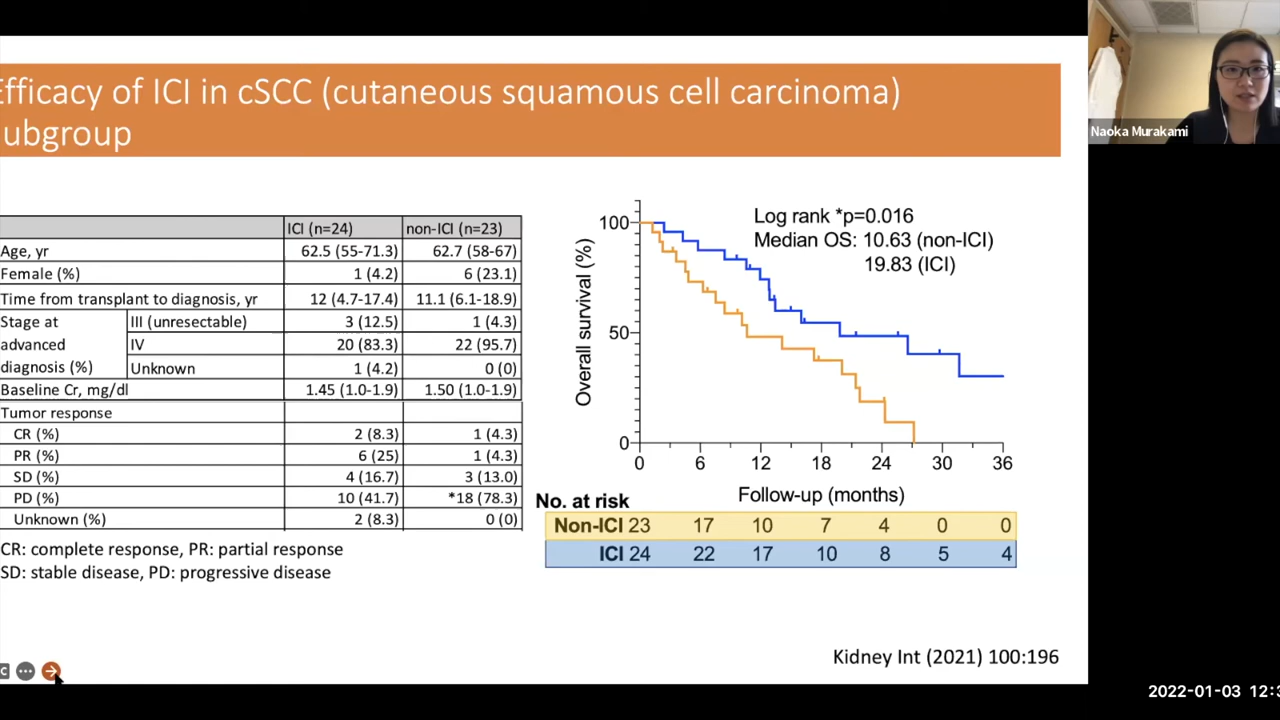 Efficacy of ICI in cSCC (cutaneous squamous cell carcinoma)
ubgroup
Naoka Murakami
ICI (n=24) non-ICI (n=23)
Age, yr 62.5 (55-71.3) 62.7 (58-67)
Female (%) 1 (4.2) 6 (23.1)
Time from transplant to diagnosis, yr 12 (4.7-17.4) 11.1 (6.1-18.9)
Stage at III (unresectable) 3 (12.5) 1 (4.3)
advanced IV 20 (83.3) 22 (95.7)
diagnosis (%) Unknown 1 (4.2) 0 (0)
Baseline Cr, mg/dl 1.45 (1.0-1.9) 1.50 (1.0-1.9)
Tumor response
CR (%) 2 (8.3) 1 (4.3)
PR (%) 6 (25) 1 (4.3)
SD (%) 4 (16.7) 3 (13.0)
PD (%) 10 (41.7) *18 (78.3)
Unknown (%) 2 (8.3) 0 (0)
CR: complete response, PR: partial response
SD: stable disease, PD: progressive disease
Log rank *p=0.016
Median OS: 10.63 (non-ICI)
19.83 (ICI)
Overall survival (%)
100
50
0
0 6 12 18 24 30 36
Follow-up (months)
No. at risk
Non-ICI 23 17 10 7 4 0 0
ICI 24 22 17 10 8 5 4
Kidney Int (2021) 100:196
2022-01-03 12:3